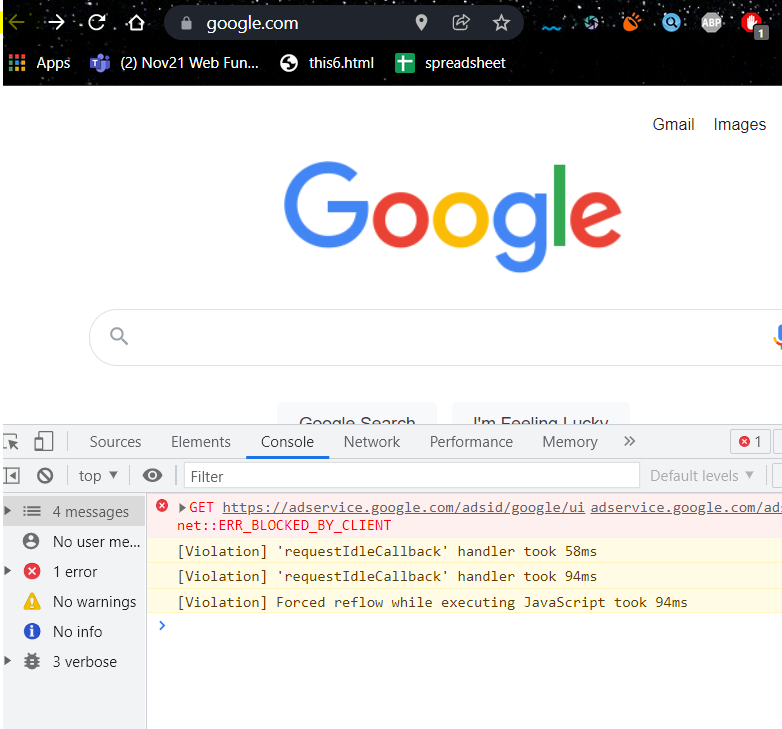 google.com
ABP
1
Apps
(2) Nov21 Web Fun...
this6.html
spreadsheet
Gmail Images
Google
Google Search I'm Feeling Lucky
Sources Elements Console Network Performance Memory » 1
top ▼ Filter Default levels ▼
4 messages
No user me...
1 error
No warnings
No info
3 verbose
GET https://adservice.google.com/adsid/google/ui adservice.google.com/ads
net::ERR_BLOCKED_BY_CLIENT
[Violation] 'requestIdleCallback' handler took 58ms
[Violation] 'requestIdleCallback' handler took 94ms
[Violation] Forced reflow while executing JavaScript took 94ms